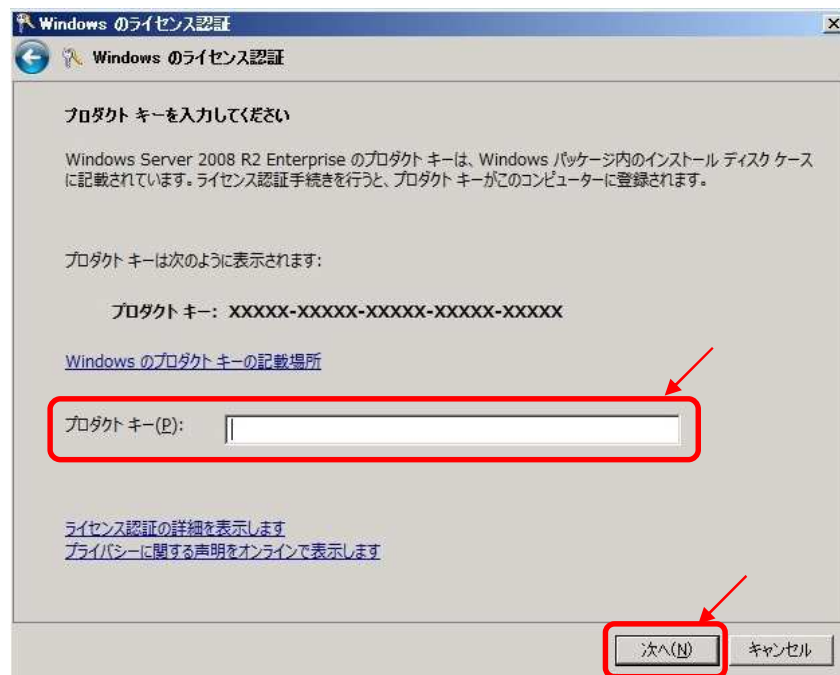 Windows のライセンス認証
Windows のライセンス認証
プロダクト キーを入力してください
Windows Server 2008 R2 Enterprise のプロダクト キーは、Windows パッケージ内のインストール ディスク ケース
に記載されています。ライセンス認証手続きを行うと、プロダクト キーがこのコンピューターに登録されます。
プロダクト キーは次のように表示されます:
プロダクト キー: XXXXX-XXXXX-XXXXX-XXXXX-XXXXX
Windows のプロダクト キーの記載場所
プロダクト キー(P):
ライセンス認証の詳細を表示します
プライバシーに関する声明をオンラインで表示します
次へ(N) キャンセル